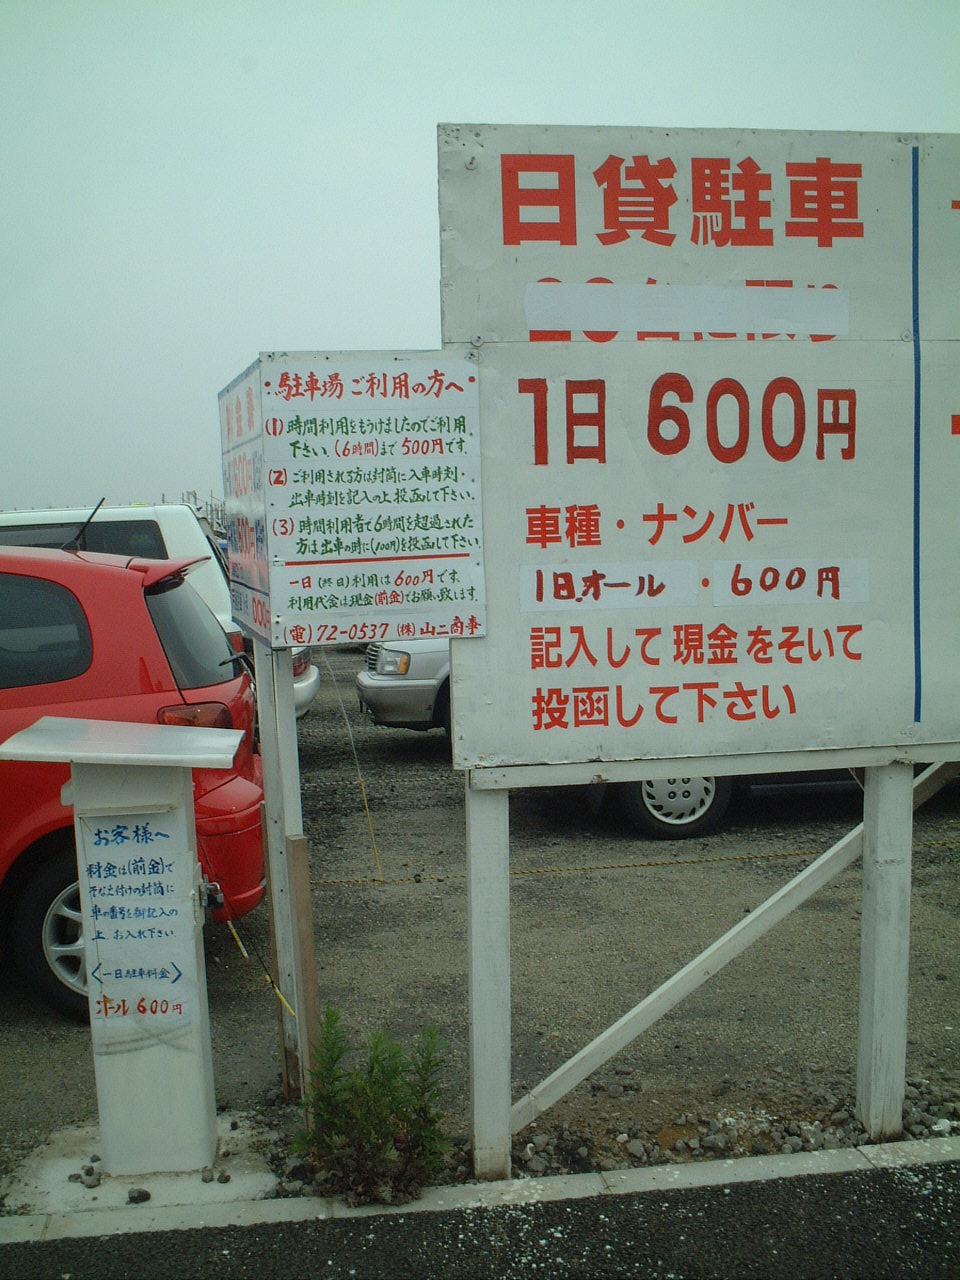 日貸駐車
1日 600円
車種・ナンバー
1日.オール ・600円
記入して現金をそいて
投函して下さい
・駐車場ご利用の方へ・
(1) 時間利用をもうけましたのでご利用
下さい。(6時間)まで500円です。
(2) ご利用される方は封筒に入車時刻・
出車時刻を記入の上投函して下さい。
(3) 時間利用者で6時間を超過された
方は出車の時に(100円)を投函して下さい。
一日(終日)利用は600円です。
利用代金は現金(前金)でお願い致します。
(電)72-0537 (株)山二商事
お客様へ
料金は(前金)で
そなえ付けの封筒に
車の番号を御記入の
上、お入れ下さい。
〈一日駐車料金〉
オール 600円